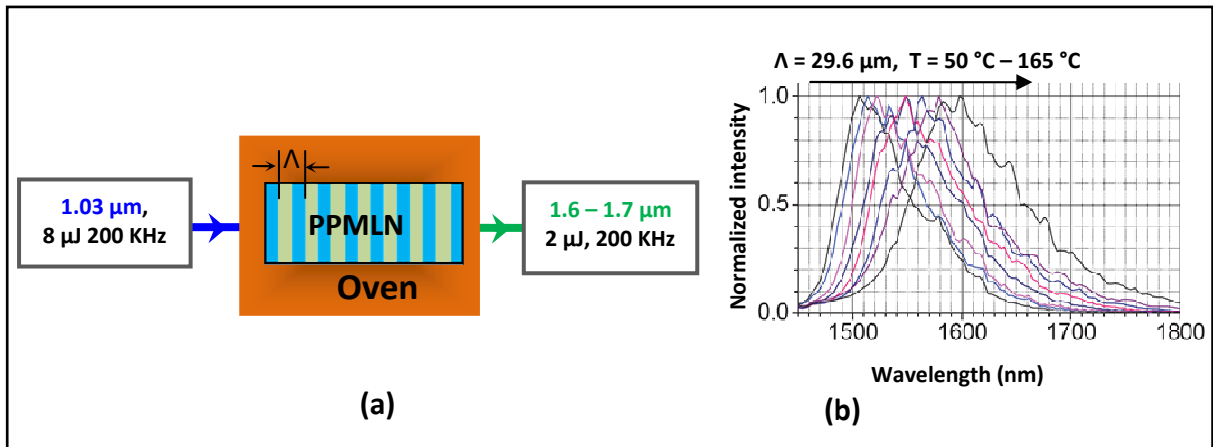 Λ
1.03 µm,
8 µJ 200 KHz
PPMLN
Oven
1.6 – 1.7 µm
2 µJ, 200 KHz
(a)
Λ = 29.6 µm, T = 50 °C – 165 °C
Normalized intensity
1.0
0.5
0.0
1500 1600 1700 1800
Wavelength (nm)
(b)